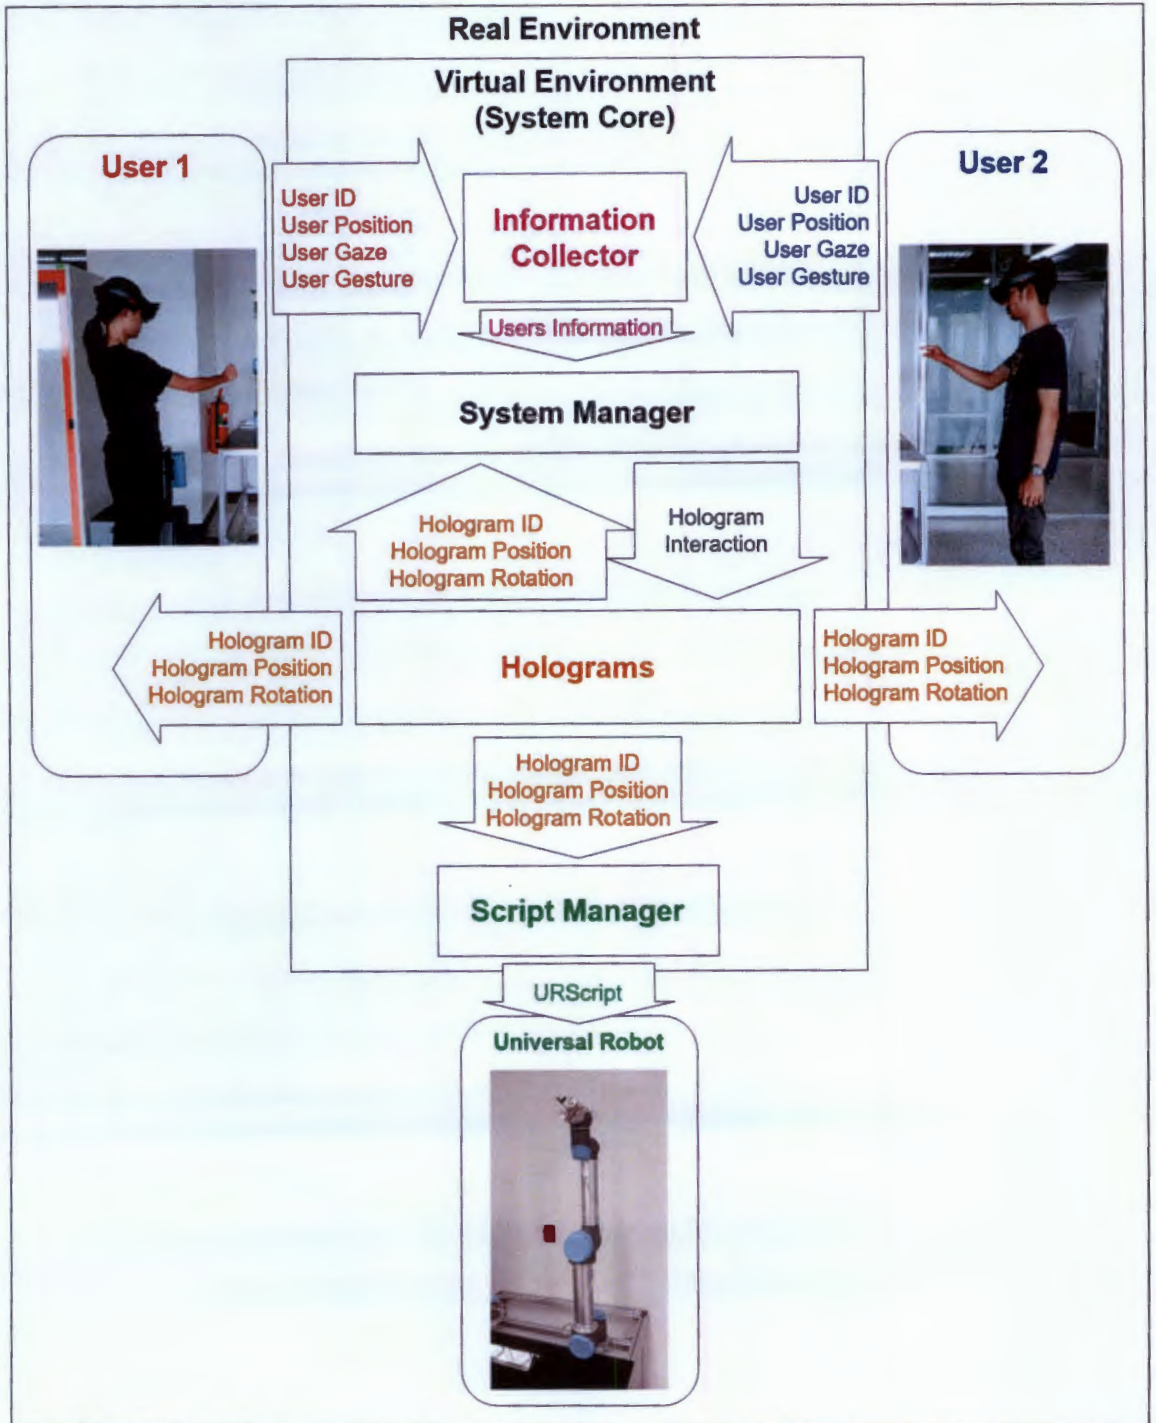 Real Environment
Virtual Environment
(System Core)
User 1
User ID
User Position
User Gaze
User Gesture
Information
Collector
User ID
User Position
User Gaze
User Gesture
User 2
Users Information
System Manager
Hologram ID
Hologram Position
Hologram Rotation
Hologram
Interaction
Hologram ID
Hologram Position
Hologram Rotation
Holograms
Hologram ID
Hologram Position
Hologram Rotation
Hologram ID
Hologram Position
Hologram Rotation
Script Manager
URScript
Universal Robot